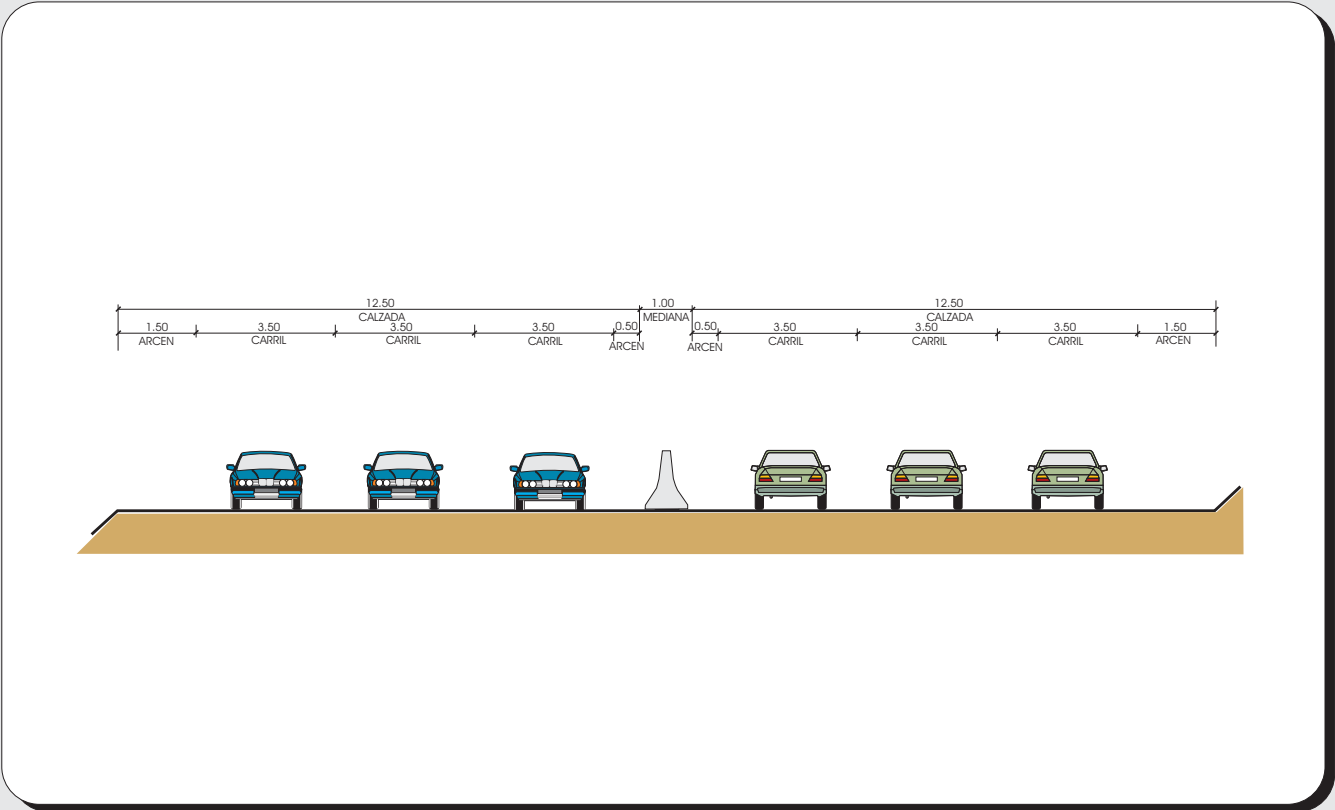 12.50 1.00 12.50
CALZADA MEDIANA CALZADA
1.50 3.50 3.50 3.50 0.50 0.50 3.50 3.50 3.50 1.50
ARCEN CARRIL CARRIL CARRIL ARCEN ARCEN CARRIL CARRIL CARRIL ARCEN